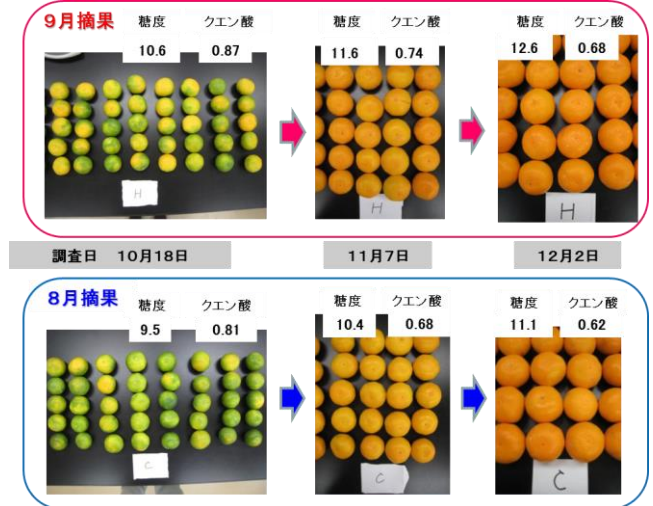 9月摘果
糖度 クエン酸
10.6 0.87
糖度 クエン酸
11.6 0.74
糖度 クエン酸
12.6 0.68
H
H
H
調査日 10月18日
11月7日
12月2日
8月摘果
糖度 クエン酸
9.5 0.81
糖度 クエン酸
10.4 0.68
糖度 クエン酸
11.1 0.62
C
C
C